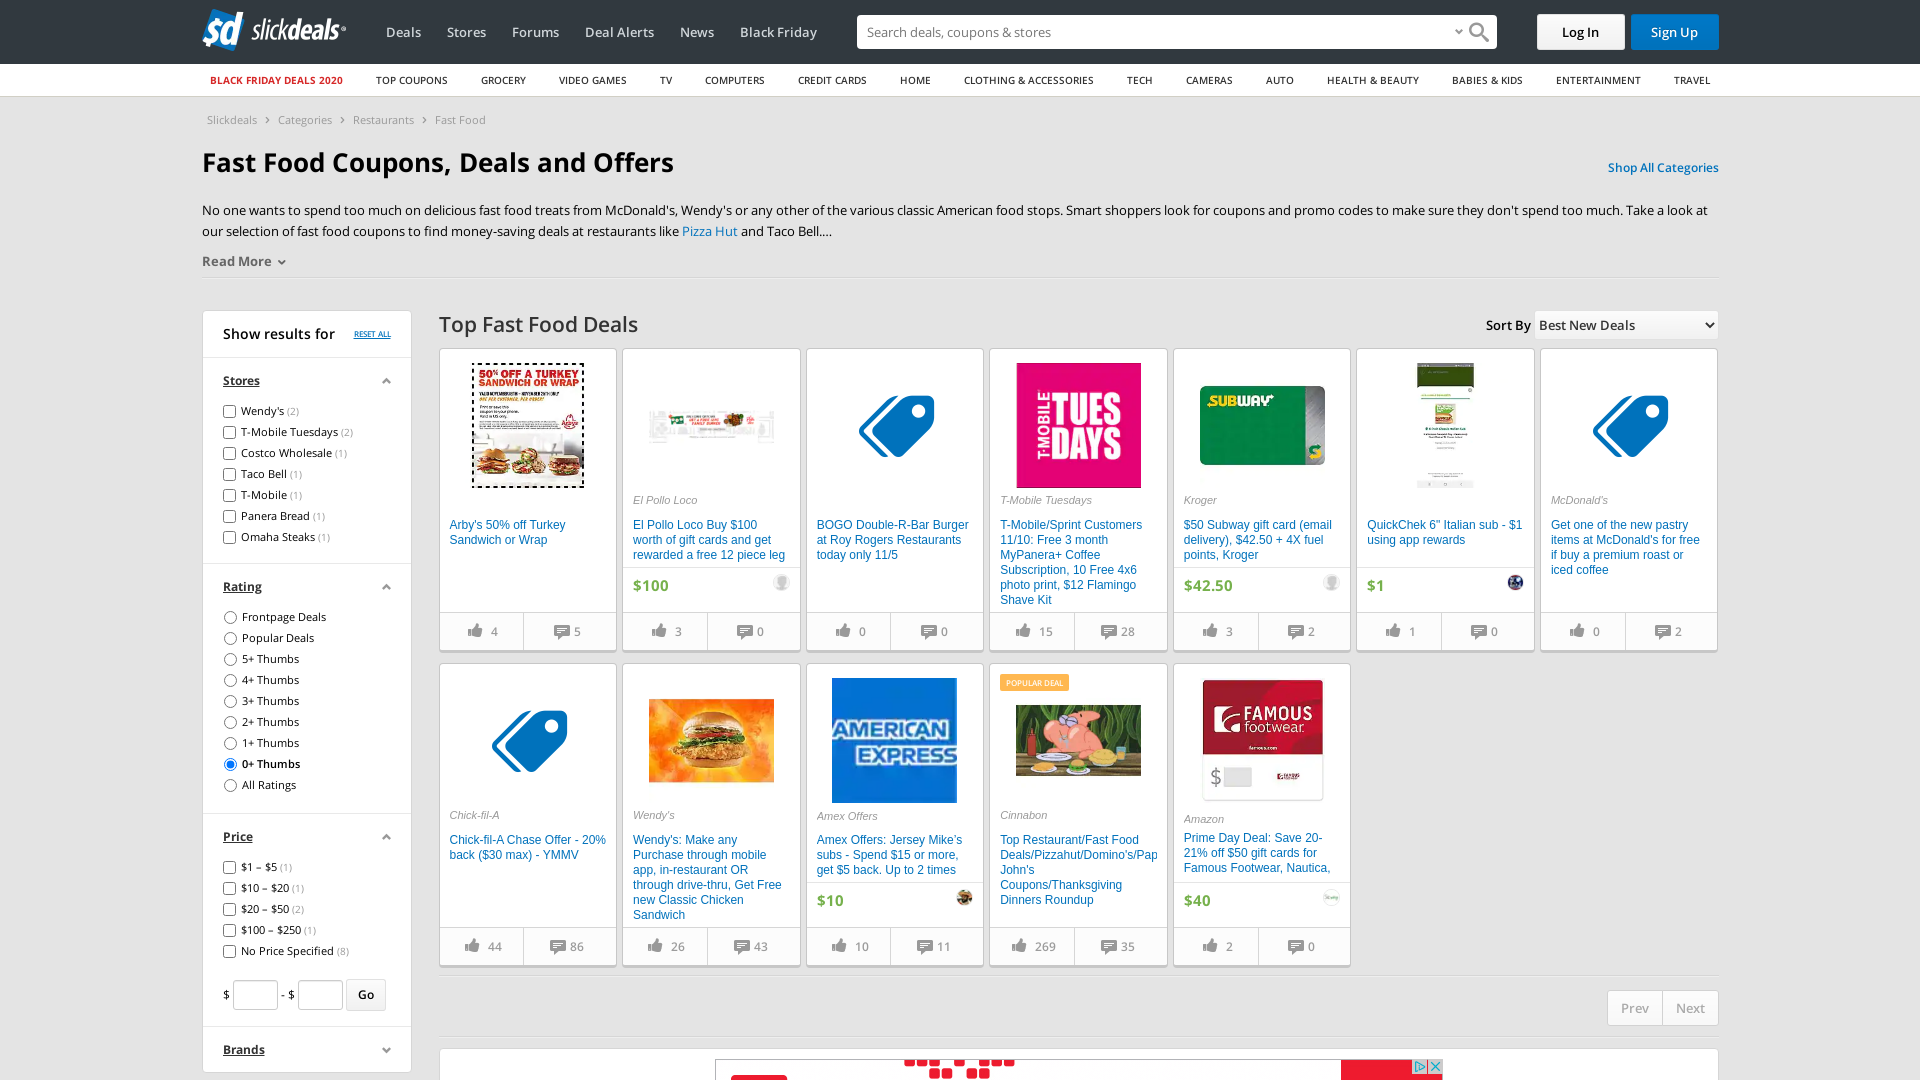 sd slickdeals
Deals
Stores
Forums
Deal Alerts
News
Black Friday
Search deals, coupons & stores
Log In
Sign Up
BLACK FRIDAY DEALS 2020
TOP COUPONS
GROCERY
VIDEO GAMES
TV
COMPUTERS
CREDIT CARDS
HOME
CLOTHING & ACCESSORIES
TECH
CAMERAS
AUTO
HEALTH & BEAUTY
BABIES & KIDS
ENTERTAINMENT
TRAVEL
Slickdeals > Categories > Restaurants > Fast Food
Fast Food Coupons, Deals and Offers
Shop All Categories
No one wants to spend too much on delicious fast food treats from McDonald's, Wendy's or any other of the various classic American food stops. Smart shoppers look for coupons and promo codes to make sure they don't spend too much. Take a look at
our selection of fast food coupons to find money-saving deals at restaurants like Pizza Hut and Taco Bell....
Read More
Show results for
RESET ALL
Stores
Wendy's (2)
T-Mobile Tuesdays (2)
Costco Wholesale (1)
Taco Bell (1)
T-Mobile (1)
Panera Bread (1)
Omaha Steaks (1)
Rating
Frontpage Deals
Popular Deals
5+ Thumbs
4+ Thumbs
3+ Thumbs
2+ Thumbs
1+ Thumbs
0+ Thumbs
All Ratings
Price
$1 – $5 (1)
$10 – $20 (1)
$20 – $50 (2)
$100 – $250 (1)
No Price Specified (8)
$ - $ Go
Brands
Top Fast Food Deals
Sort By Best New Deals
50% OFF A TURKEY
SANDWICH OR WRAP
Arby's 50% off Turkey
Sandwich or Wrap
4
5
El Pollo Loco
El Pollo Loco Buy $100
worth of gift cards and get
rewarded a free 12 piece leg
$100
3
0
BOGO Double-R-Bar Burger
at Roy Rogers Restaurants
today only 11/5
0
0
T-MOBILE
TUES
DAYS
T-Mobile Tuesdays
T-Mobile/Sprint Customers
11/10: Free 3 month
MyPanera+ Coffee
Subscription, 10 Free 4x6
photo print, $12 Flamingo
Shave Kit
15
28
SUBWAY
Kroger
$50 Subway gift card (email
delivery), $42.50 + 4X fuel
points, Kroger
$42.50
3
2
QuickChek 6" Italian sub - $1
using app rewards
$1
1
0
McDonald's
Get one of the new pastry
items at McDonald's for free
if buy a premium roast or
iced coffee
0
2
Chick-fil-A
Chick-fil-A Chase Offer - 20%
back ($30 max) - YMMV
44
86
Wendy's
Wendy's: Make any
Purchase through mobile
app, in-restaurant OR
through drive-thru, Get Free
new Classic Chicken
Sandwich
26
43
AMERICAN
EXPRESS
Amex Offers
Amex Offers: Jersey Mike's
subs - Spend $15 or more,
get $5 back. Up to 2 times
$10
10
11
POPULAR DEAL
Cinnabon
Top Restaurant/Fast Food
Deals/Pizzahut/Domino's/Pap
John's
Coupons/Thanksgiving
Dinners Roundup
269
35
FAMOUS
footwear.
famous.com
$
Amazon
Prime Day Deal: Save 20-
21% off $50 gift cards for
Famous Footwear, Nautica,
$40
2
0
Prev
Next